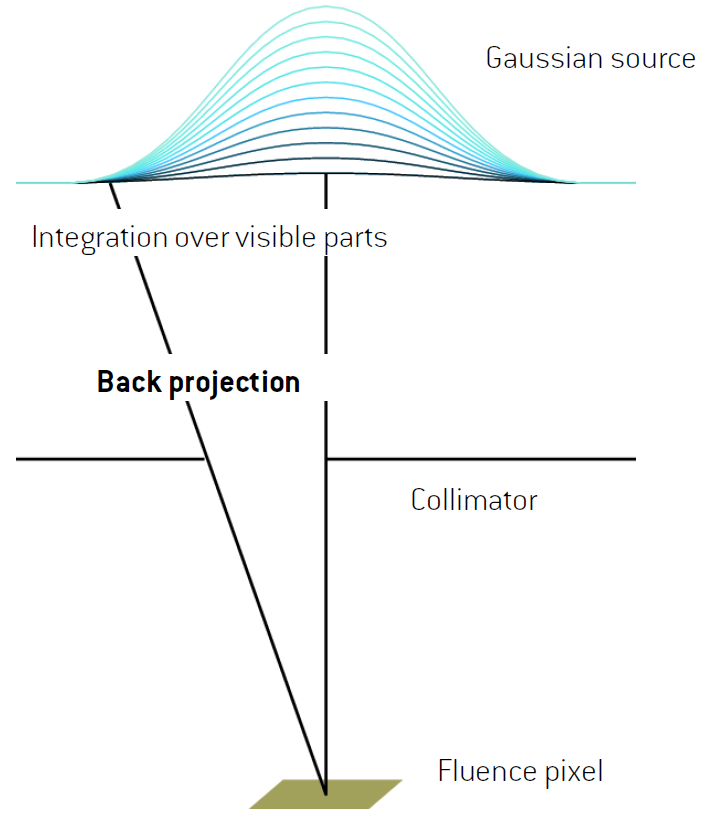 Gaussian source
Integration over visible parts
Back projection
Collimator
Fluence pixel